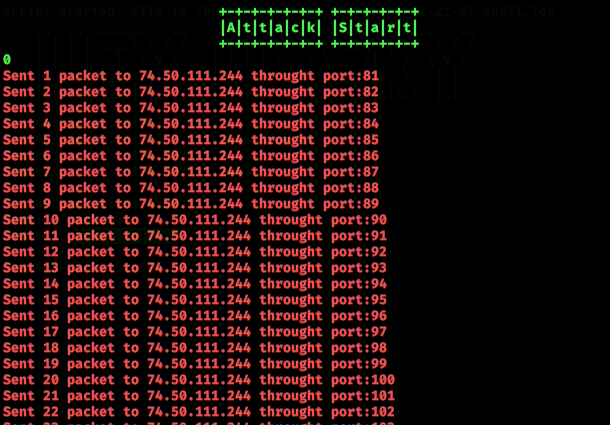 Script started, file is /h -21-07_shell.log
|A|t|t|a|c|k| |S|t|a|r|t|
0
Sent 1 packet to 74.50.111.244 throught port:81
Sent 2 packet to 74.50.111.244 throught port:82
Sent 3 packet to 74.50.111.244 throught port:83
Sent 4 packet to 74.50.111.244 throught port:84
Sent 5 packet to 74.50.111.244 throught port:85
Sent 6 packet to 74.50.111.244 throught port:86
Sent 7 packet to 74.50.111.244 throught port:87
Sent 8 packet to 74.50.111.244 throught port:88
Sent 9 packet to 74.50.111.244 throught port:89
Sent 10 packet to 74.50.111.244 throught port:90
Sent 11 packet to 74.50.111.244 throught port:91
Sent 12 packet to 74.50.111.244 throught port:92
Sent 13 packet to 74.50.111.244 throught port:93
Sent 14 packet to 74.50.111.244 throught port:94
Sent 15 packet to 74.50.111.244 throught port:95
Sent 16 packet to 74.50.111.244 throught port:96
Sent 17 packet to 74.50.111.244 throught port:97
Sent 18 packet to 74.50.111.244 throught port:98
Sent 19 packet to 74.50.111.244 throught port:99
Sent 20 packet to 74.50.111.244 throught port:100
Sent 21 packet to 74.50.111.244 throught port:101
Sent 22 packet to 74.50.111.244 throught port:102